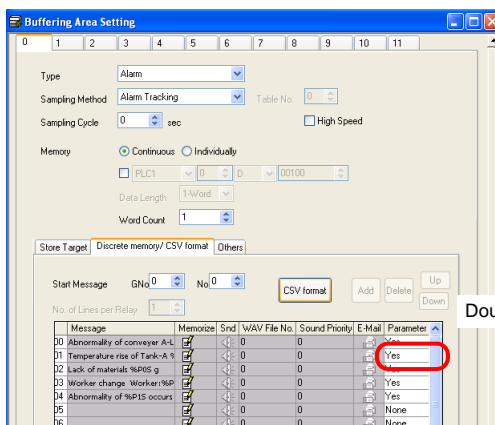 Buffering Area Setting
0 1 2 3 4 5 6 7 8 9 10 11
Type Alarm
Sampling Method Alarm Tracking Table No. 0
Sampling Cycle 0 sec High Speed
Memory Continuous Individually
PLC1 0 D 00100
Data Length 1-Word
Word Count 1
Store Target Discrete memory/ CSV format Others
Start Message GNo 0 No 0 CSV format Add Delete Up
No. of Lines per Relay 1 Down
Dou
Message Memorize Snd WAV File No. Sound Priority E-Mail Parameter
00 Abnormality of conveyer A-L 0 0 Yes
01 Temperature rise of Tank-A % 0 0 Yes
02 Lack of materials %P0S g 0 0 Yes
03 Worker change Worker:%P 0 0 Yes
04 Abnormality of %P1S occurs 0 0 Yes
05 0 0 None
06 0 0 None